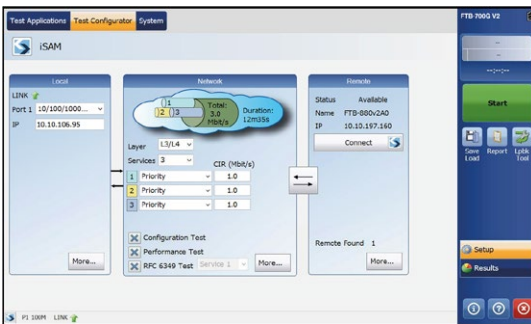 Test Applications Test Configurator System
FTB-700G V2
iSAM
--
--
--:--:--
Start
Save Load
Report
Lpbk Tool
Setup
Results
Local
LINK
Port 1 10/100/1000...
IP 10.10.106.95
More...
Network
1
2 3
Total: 3.0 Mbit/s
Duration: 12m35s
Layer L3/L4
Services 3
CIR (Mbit/s)
1 Priority 1.0
2 Priority 1.0
3 Priority 1.0
Configuration Test
Performance Test
RFC 6349 Test Service 1 More...
Remote
Status Available
Name FTB-880v2A0
IP 10.10.197.160
Connect
Remote Found 1
More...
P1 100M LINK